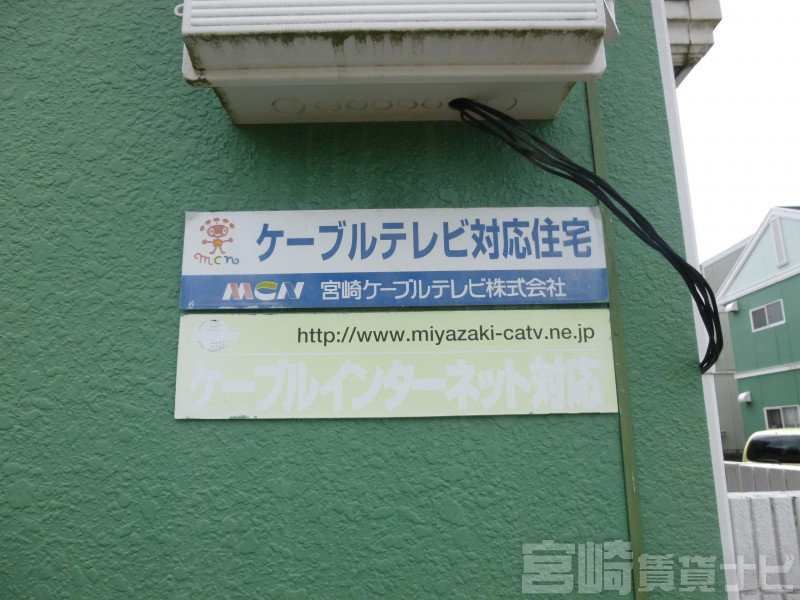 ケーブルテレビ対応住宅
mcn
MCN 宮崎ケーブルテレビ株式会社
http://www.miyazaki-catv.ne.jp
ケーブルインターネット対応
宮崎賃貸ナビ